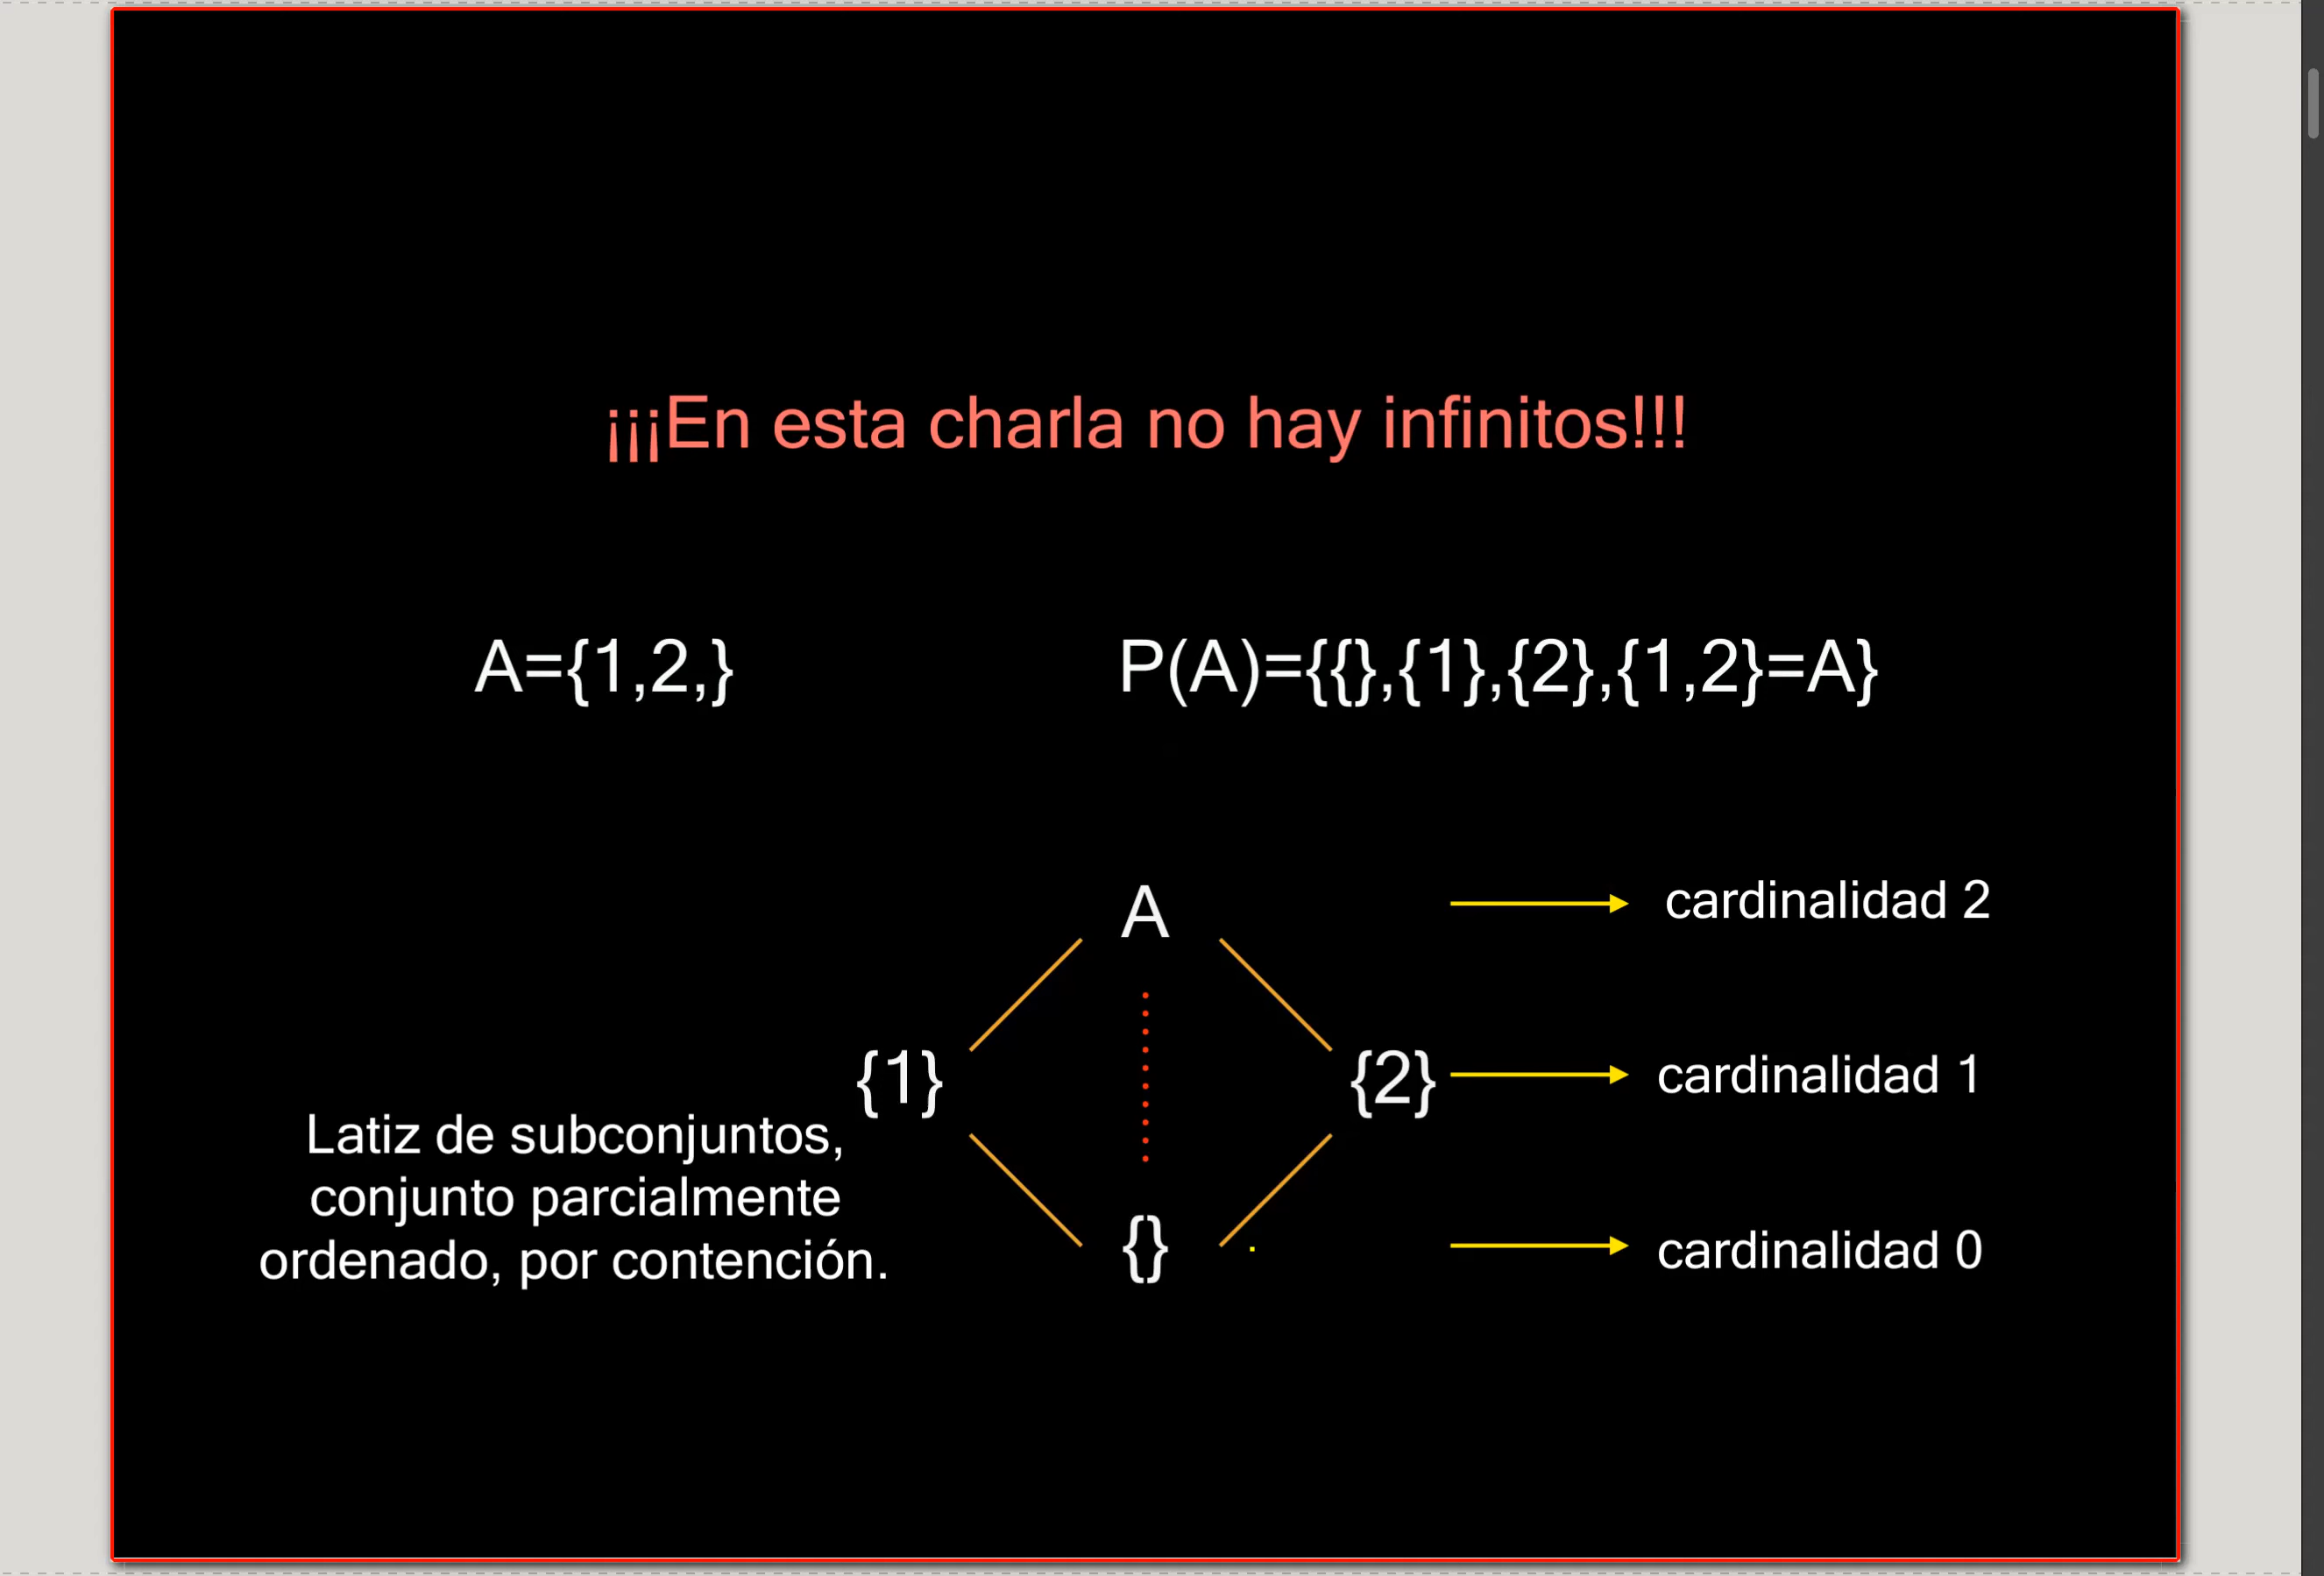 ¡¡¡En esta charla no hay infinitos!!!
A={1,2,}
P(A)={{},{1},{2},{1,2}=A}
A
cardinalidad 2
{1}
{2}
cardinalidad 1
Latiz de subconjuntos,
conjunto parcialmente
ordenado, por contención.
{}
cardinalidad 0